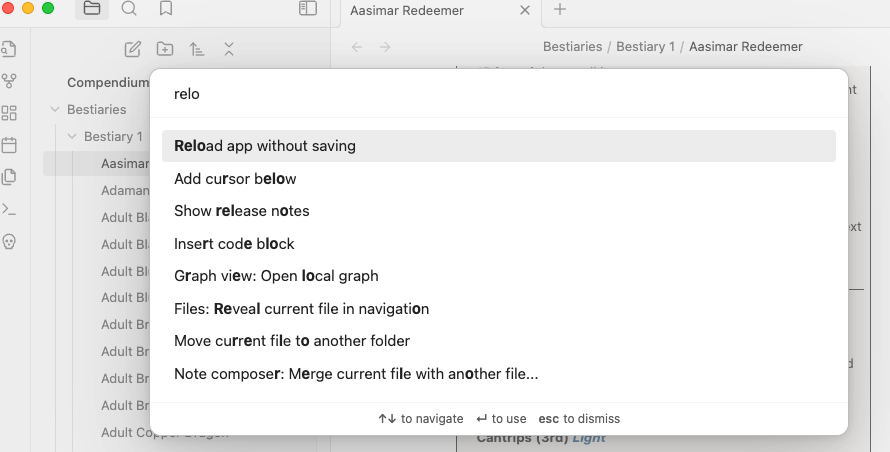 Aasimar Redeemer
Bestiaries / Bestiary 1 / Aasimar Redeemer
Compendium
Bestiaries
Bestiary 1
relo
Reload app without saving
Add cursor below
Show release notes
Insert code block
Graph view: Open local graph
Files: Reveal current file in navigation
Move current file to another folder
Note composer: Merge current file with another file...
↑↓ to navigate ↵ to use esc to dismiss
Aasimar
Adaman
Adult Bl
Adult Bl
Adult Bl
Adult Bl
Adult Br
Adult Br
Adult Br
Adult Br
Adult Copper Dragon
Cantrips (3rd) Light